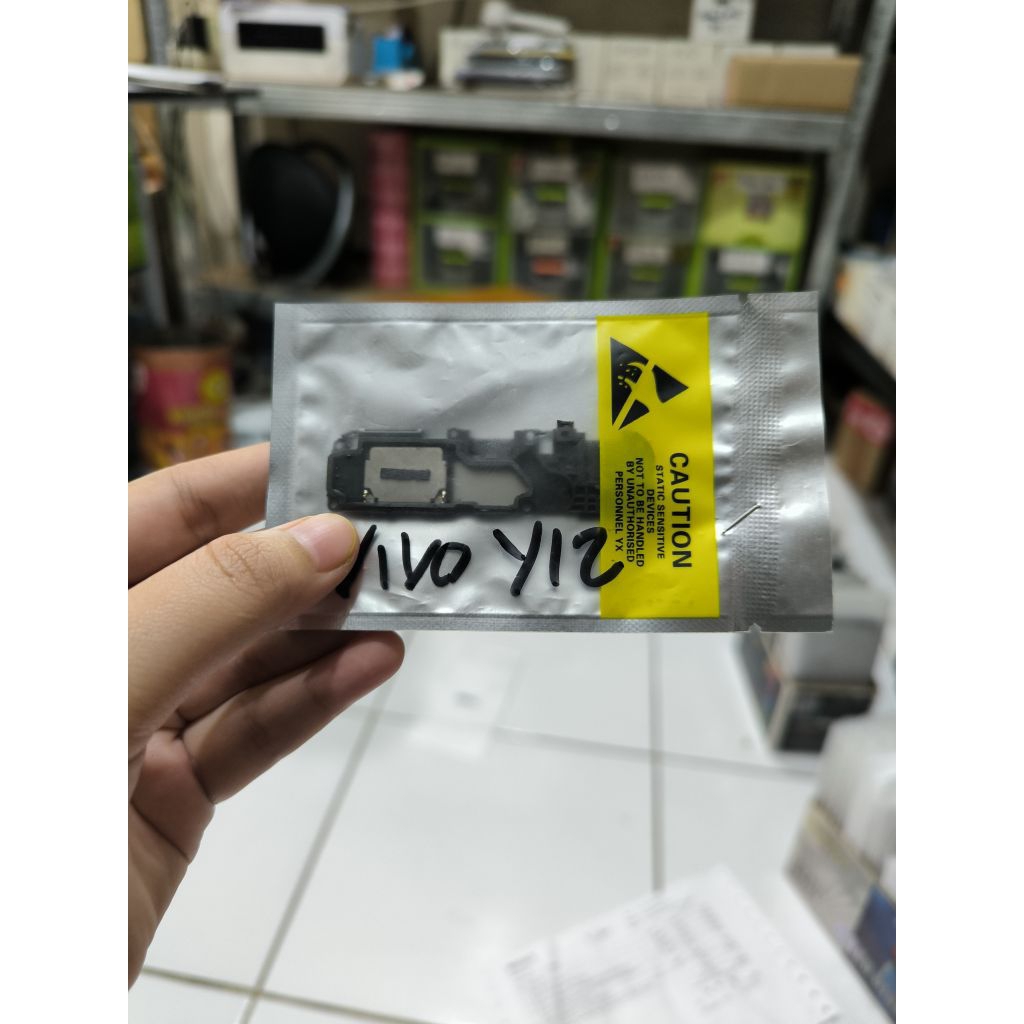 VIVO Y12
CAUTION
STATIC SENSITIVE
DEVICES
NOT TO BE HANDLED
BY UNAUTHORISED
PERSONNEL YX